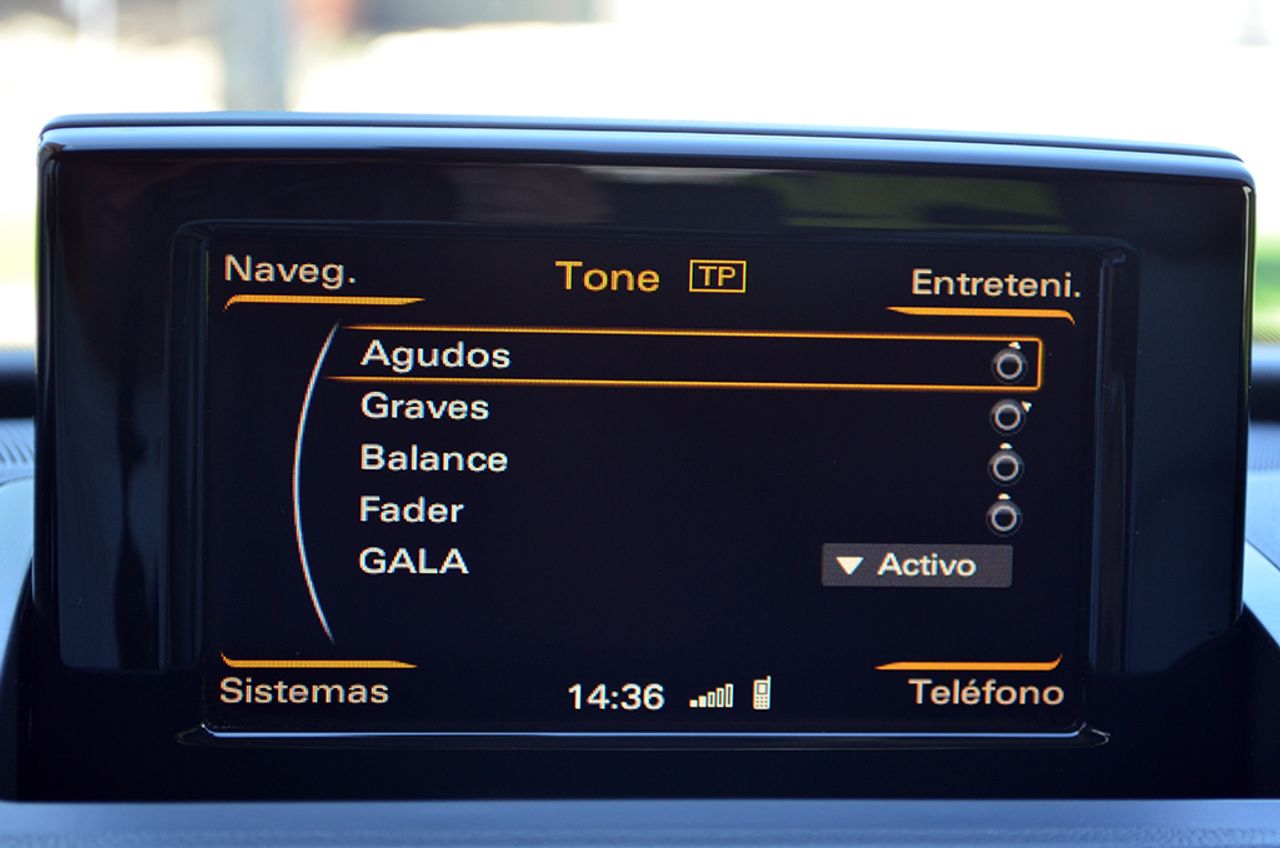 Naveg. Tone TP Entreteni.
Agudos
Graves
Balance
Fader
GALA Activo
Sistemas 14:36 Teléfono